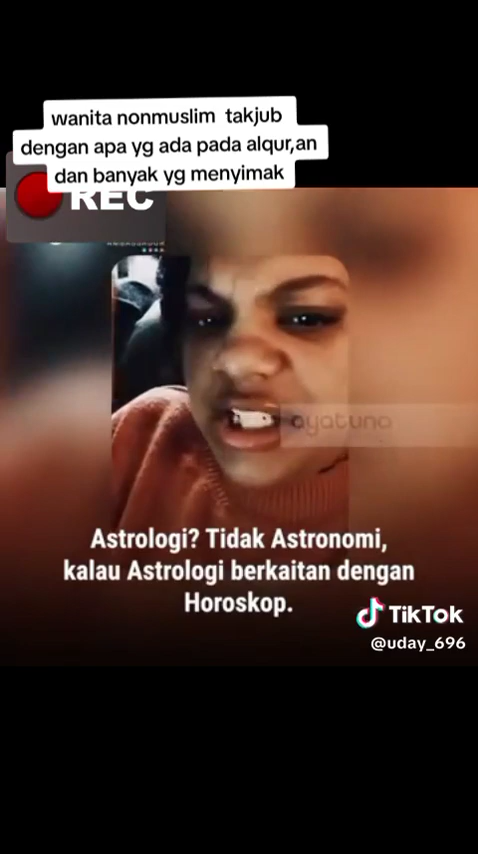 wanita nonmuslim takjub
dengan apa yg ada pada alqur,an
dan banyak yg menyimak
REC
ayatuna
Astrologi? Tidak Astronomi,
kalau Astrologi berkaitan dengan
Horoskop.
TikTok
@uday_696